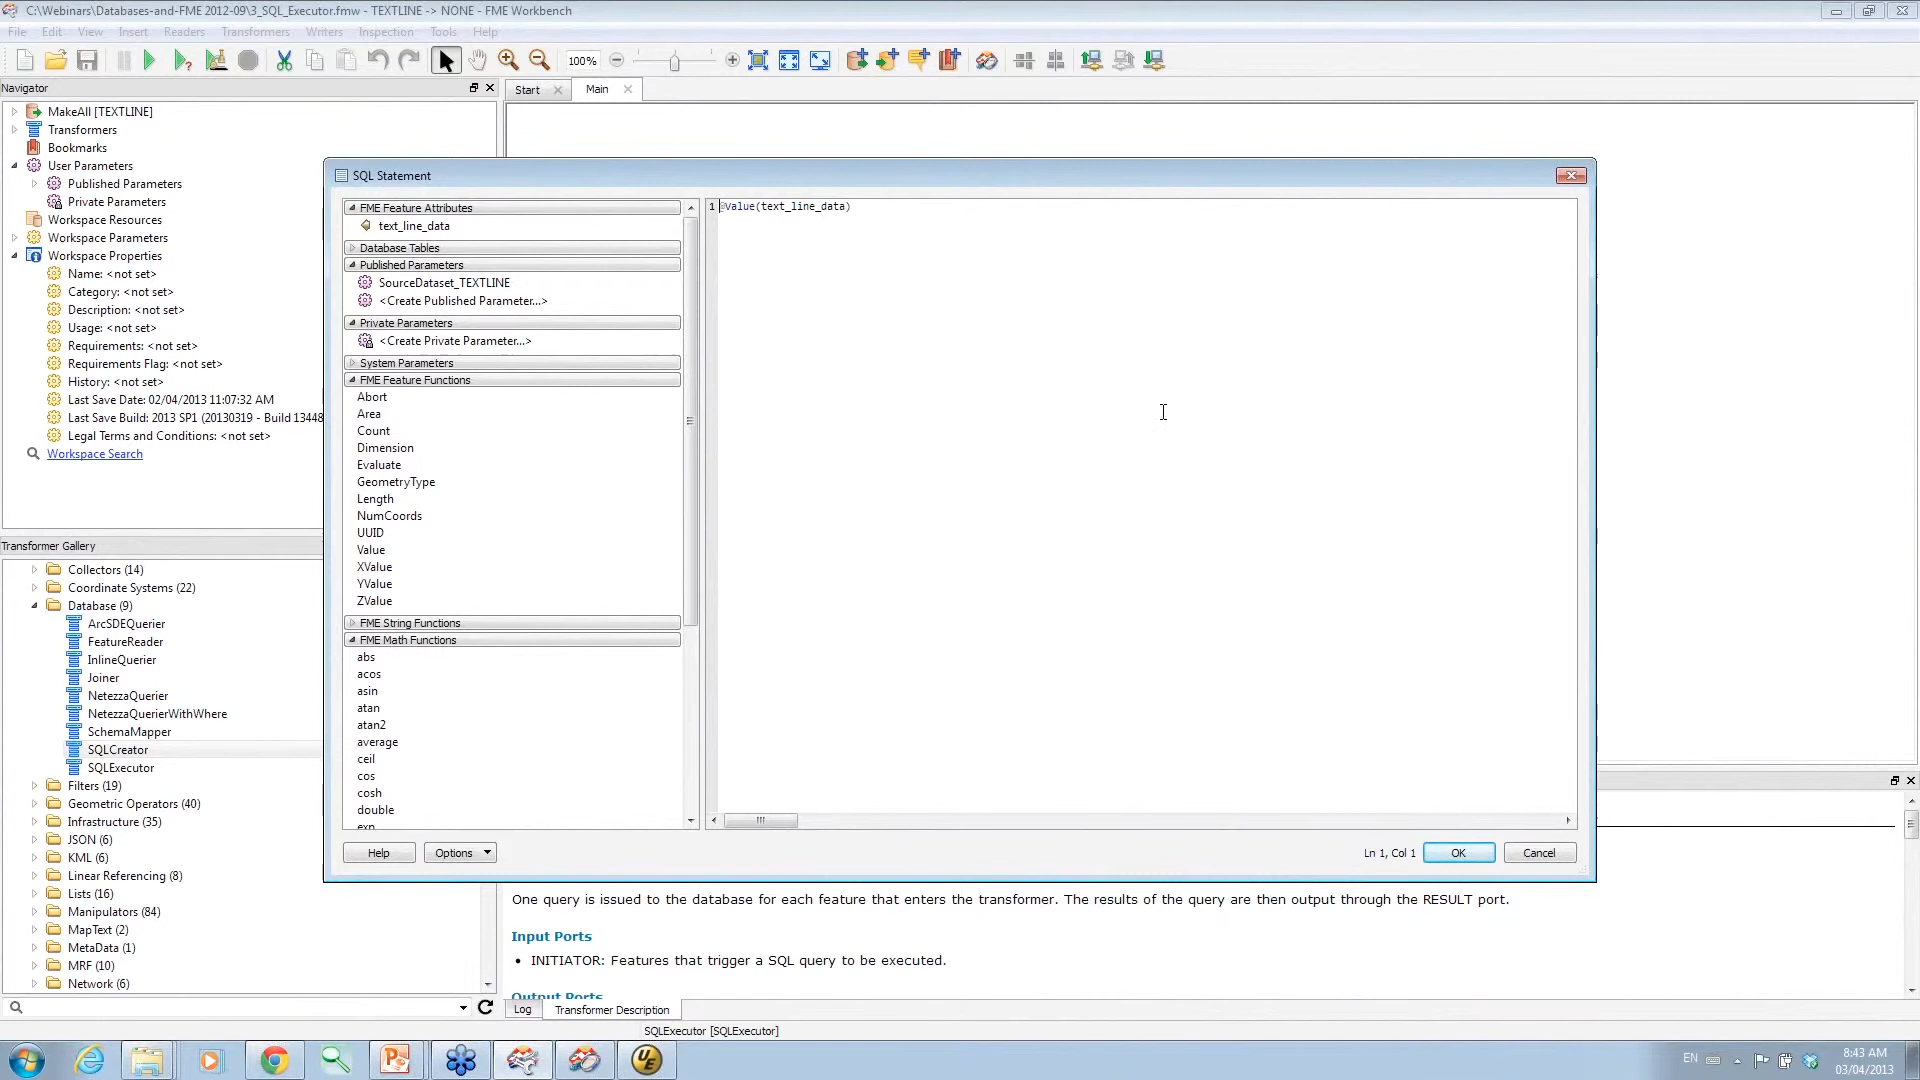 C:\Webinars\Databases-and-FME 2012-09\3_SQL_Executor.fmw - TEXTLINE -> NONE - FME Workbench
File Edit View Insert Readers Transformers Writers Inspection Tools Help
100%
Navigator
Start
Main
MakeAll [TEXTLINE]
Transformers
Bookmarks
User Parameters
Published Parameters
Private Parameters
Workspace Resources
Workspace Parameters
Workspace Properties
Name: <not set>
Category: <not set>
Description: <not set>
Usage: <not set>
Requirements: <not set>
Requirements Flag: <not set>
History: <not set>
Last Save Date: 02/04/2013 11:07:32 AM
Last Save Build: 2013 SP1 (20130319 - Build 13448
Legal Terms and Conditions: <not set>
Workspace Search
Transformer Gallery
Collectors (14)
Coordinate Systems (22)
Database (9)
ArcSDEQuerier
FeatureReader
InlineQuerier
Joiner
NetezzaQuerier
NetezzaQuerierWithWhere
SchemaMapper
SQLCreator
SQLExecutor
Filters (19)
Geometric Operators (40)
Infrastructure (35)
JSON (6)
KML (6)
Linear Referencing (8)
Lists (16)
Manipulators (84)
MapText (2)
MetaData (1)
MRF (10)
Network (6)
SQL Statement
FME Feature Attributes
text_line_data
Database Tables
Published Parameters
SourceDataset_TEXTLINE
<Create Published Parameter...>
Private Parameters
<Create Private Parameter...>
System Parameters
FME Feature Functions
Abort
Area
Count
Dimension
Evaluate
GeometryType
Length
NumCoords
UUID
Value
XValue
YValue
ZValue
FME String Functions
FME Math Functions
abs
acos
asin
atan
atan2
average
ceil
cos
cosh
double
exp
1 @Value(text_line_data)
Help
Options
Ln 1, Col 1
OK
Cancel
One query is issued to the database for each feature that enters the transformer. The results of the query are then output through the RESULT port.
Input Ports
• INITIATOR: Features that trigger a SQL query to be executed.
Output Ports
Log
Transformer Description
SQLExecutor [SQLExecutor]
EN
8:43 AM
03/04/2013